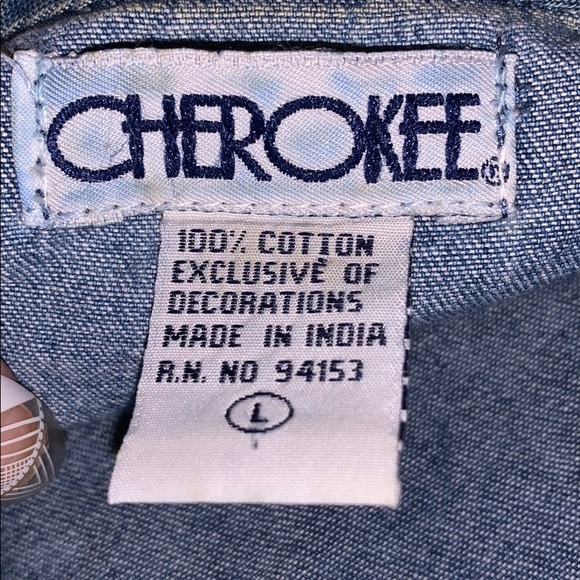 CHEROKEE®
100% COTTON
EXCLUSIVE OF
DECORATIONS
MADE IN INDIA
R.N. NO 94153
L